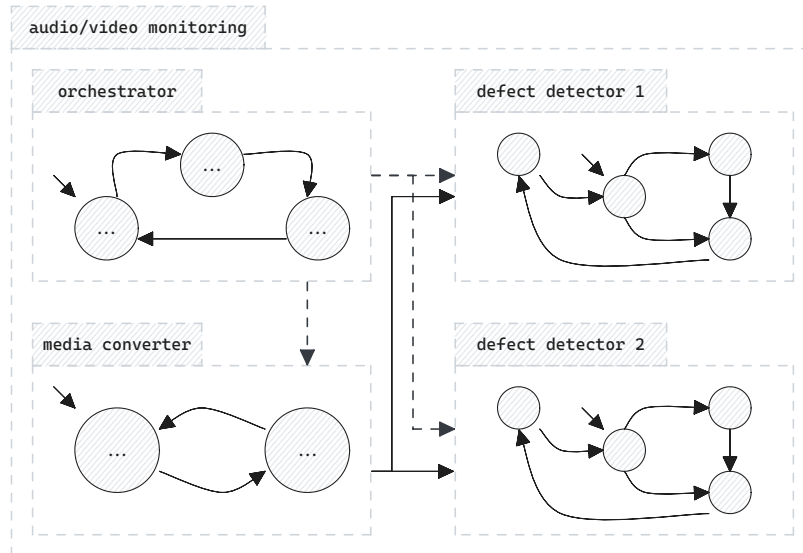 audio/video monitoring
orchestrator
defect detector 1
...
...
...
media converter
defect detector 2
...
...